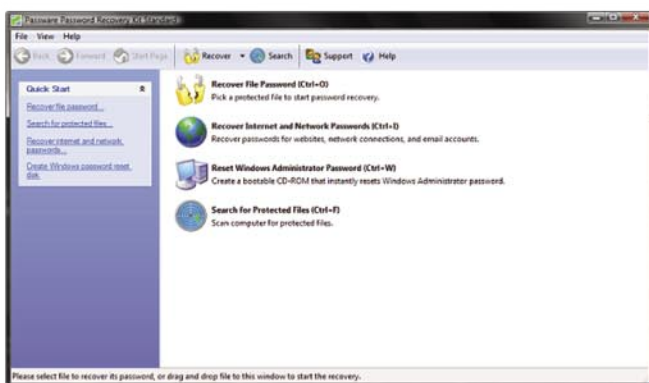 Passware Password Recovery Kit Standard
File View Help
Back Forward Start Page Recover Search Support Help
Quick Start
Recover file password...
Search for protected files...
Recover internet and network
passwords...
Create Windows password reset
disk
Recover File Password (Ctrl+O)
Pick a protected file to start password recovery.
Recover Internet and Network Passwords (Ctrl+I)
Recover passwords for websites, network connections, and email accounts.
Reset Windows Administrator Password (Ctrl+W)
Create a bootable CD-ROM that instantly resets Windows Administrator password.
Search for Protected Files (Ctrl+F)
Scan computer for protected files.
Please select file to recover its password, or drag and drop file to this window to start the recovery.